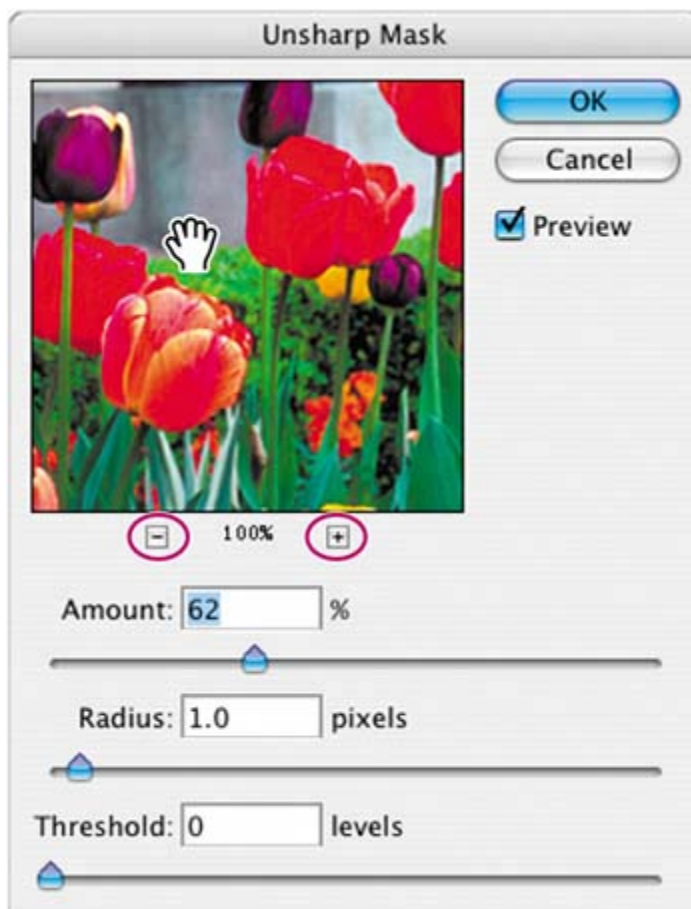 Unsharp Mask
OK
Cancel
Preview
- 100% +
Amount: 62 %
Radius: 1.0 pixels
Threshold: 0 levels